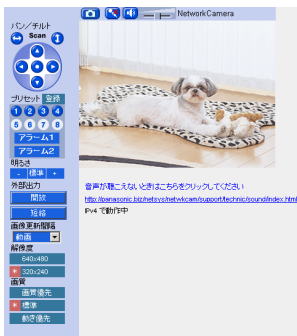 パン/チルト
Scan
プリセット 登録
1 2 3 4
5 6 7 8
アラーム1
アラーム2
明るさ
- 標準 +
外部出力
開放
短絡
画像更新間隔
動画
解像度
640x480
* 320x240
画質
画質優先
* 標準
動き優先
NetworkCamera
音声が聴こえないときはこちらをクリックしてください
http://panasonic.biz/netsys/netwkcam/support/technic/sound/index.html
IPv4 で動作中